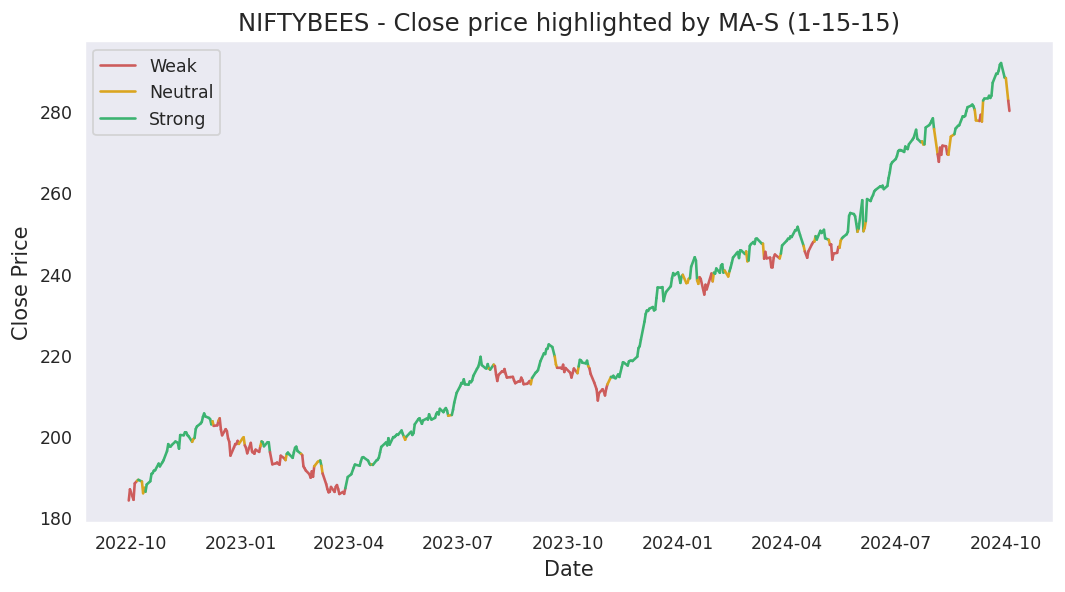 NIFTYBEES - Close price highlighted by MA-S (1-15-15)
Weak
Neutral
Strong
Close Price
280
260
240
220
200
180
2022-10 2023-01 2023-04 2023-07 2023-10 2024-01 2024-04 2024-07 2024-10
Date